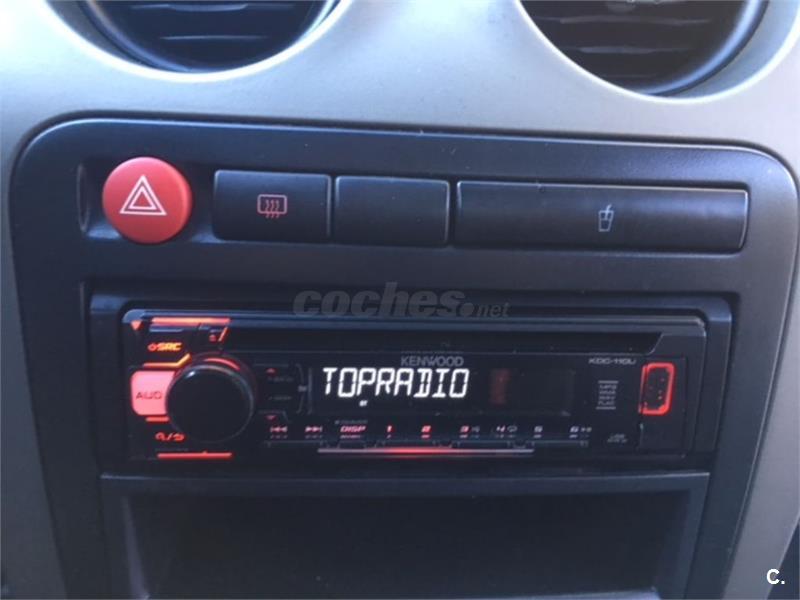 coches.net
SRC
KENWOOD
KDC-110U
AUD
TOPRADIO
DISP 1 2 3 4 5 6
C.